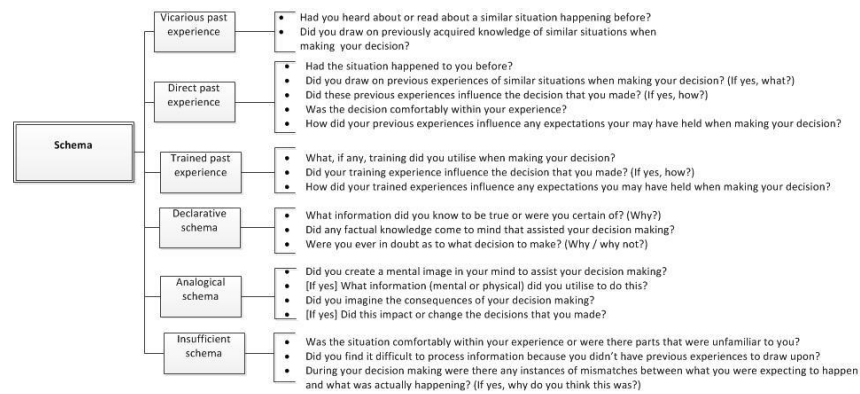 Schema
Vicarious past
experience
• Had you heard about or read about a similar situation happening before?
• Did you draw on previously acquired knowledge of similar situations when
making your decision?
Direct past
experience
• Had the situation happened to you before?
• Did you draw on previous experiences of similar situations when making your decision? (If yes, what?)
• Did these previous experiences influence the decision that you made? (If yes, how?)
• Was the decision comfortably within your experience?
• How did your previous experiences influence any expectations your may have held when making your decision?
Trained past
experience
• What, if any, training did you utilise when making your decision?
• Did your training experience influence the decision that you made? (If yes, how?)
• How did your trained experiences influence any expectations you may have held when making your decision?
Declarative
schema
• What information did you know to be true or were you certain of? (Why?)
• Did any factual knowledge come to mind that assisted your decision making?
• Were you ever in doubt as to what decision to make? (Why / why not?)
Analogical
schema
• Did you create a mental image in your mind to assist your decision making?
• [If yes] What information (mental or physical) did you utilise to do this?
• Did you imagine the consequences of your decision making?
• [If yes] Did this impact or change the decisions that you made?
Insufficient
schema
• Was the situation comfortably within your experience or were there parts that were unfamiliar to you?
• Did you find it difficult to process information because you didn't have previous experiences to draw upon?
• During your decision making were there any instances of mismatches between what you were expecting to happen
and what was actually happening? (If yes, why do you think this was?)